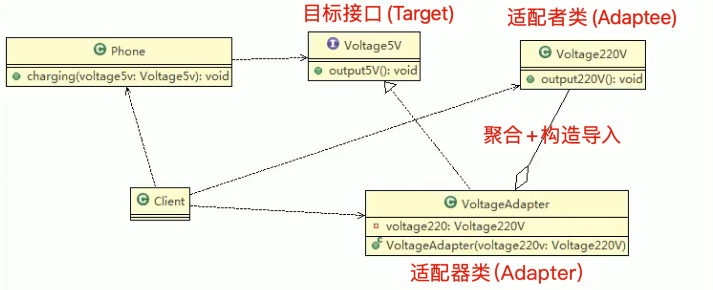 目标接口 (Target)
适配者类 (Adaptee)
C Phone
charging(voltage5v: Voltage5v): void
I Voltage5V
output5V(): void
C Voltage220V
output220V(): void
聚合+构造导入
C Client
C VoltageAdapter
voltage220: Voltage220V
C VoltageAdapter(voltage220v: Voltage220V)
适配器类 (Adapter)